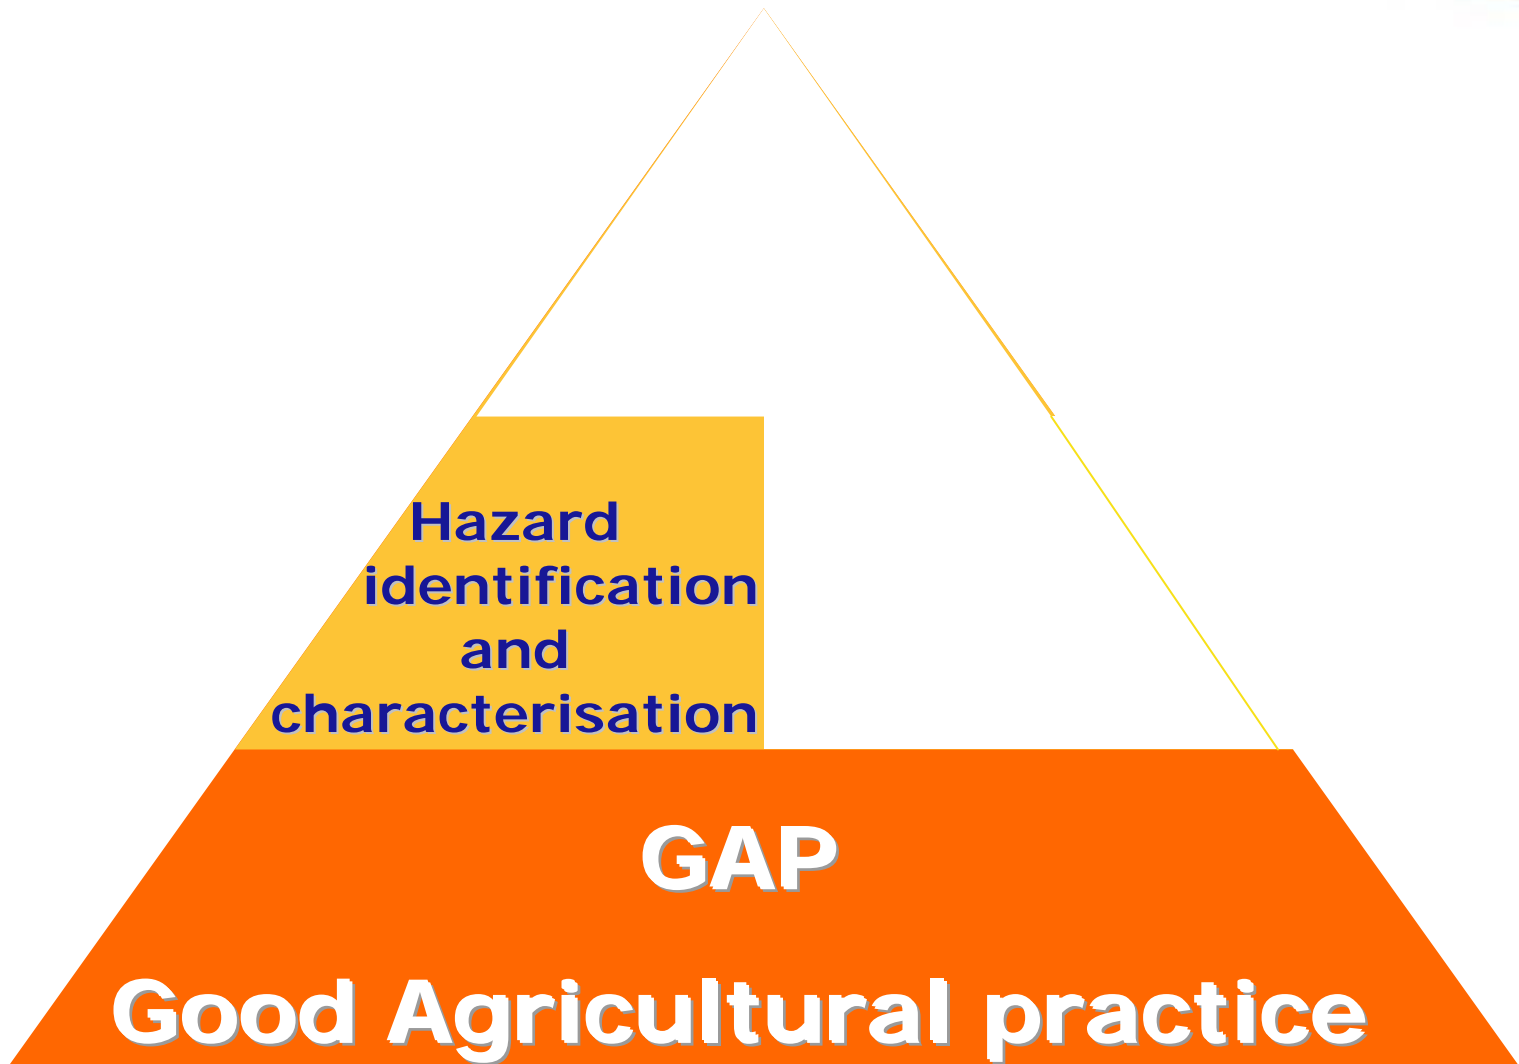 Hazard
identification
and
characterisation
GAP
Good Agricultural practice